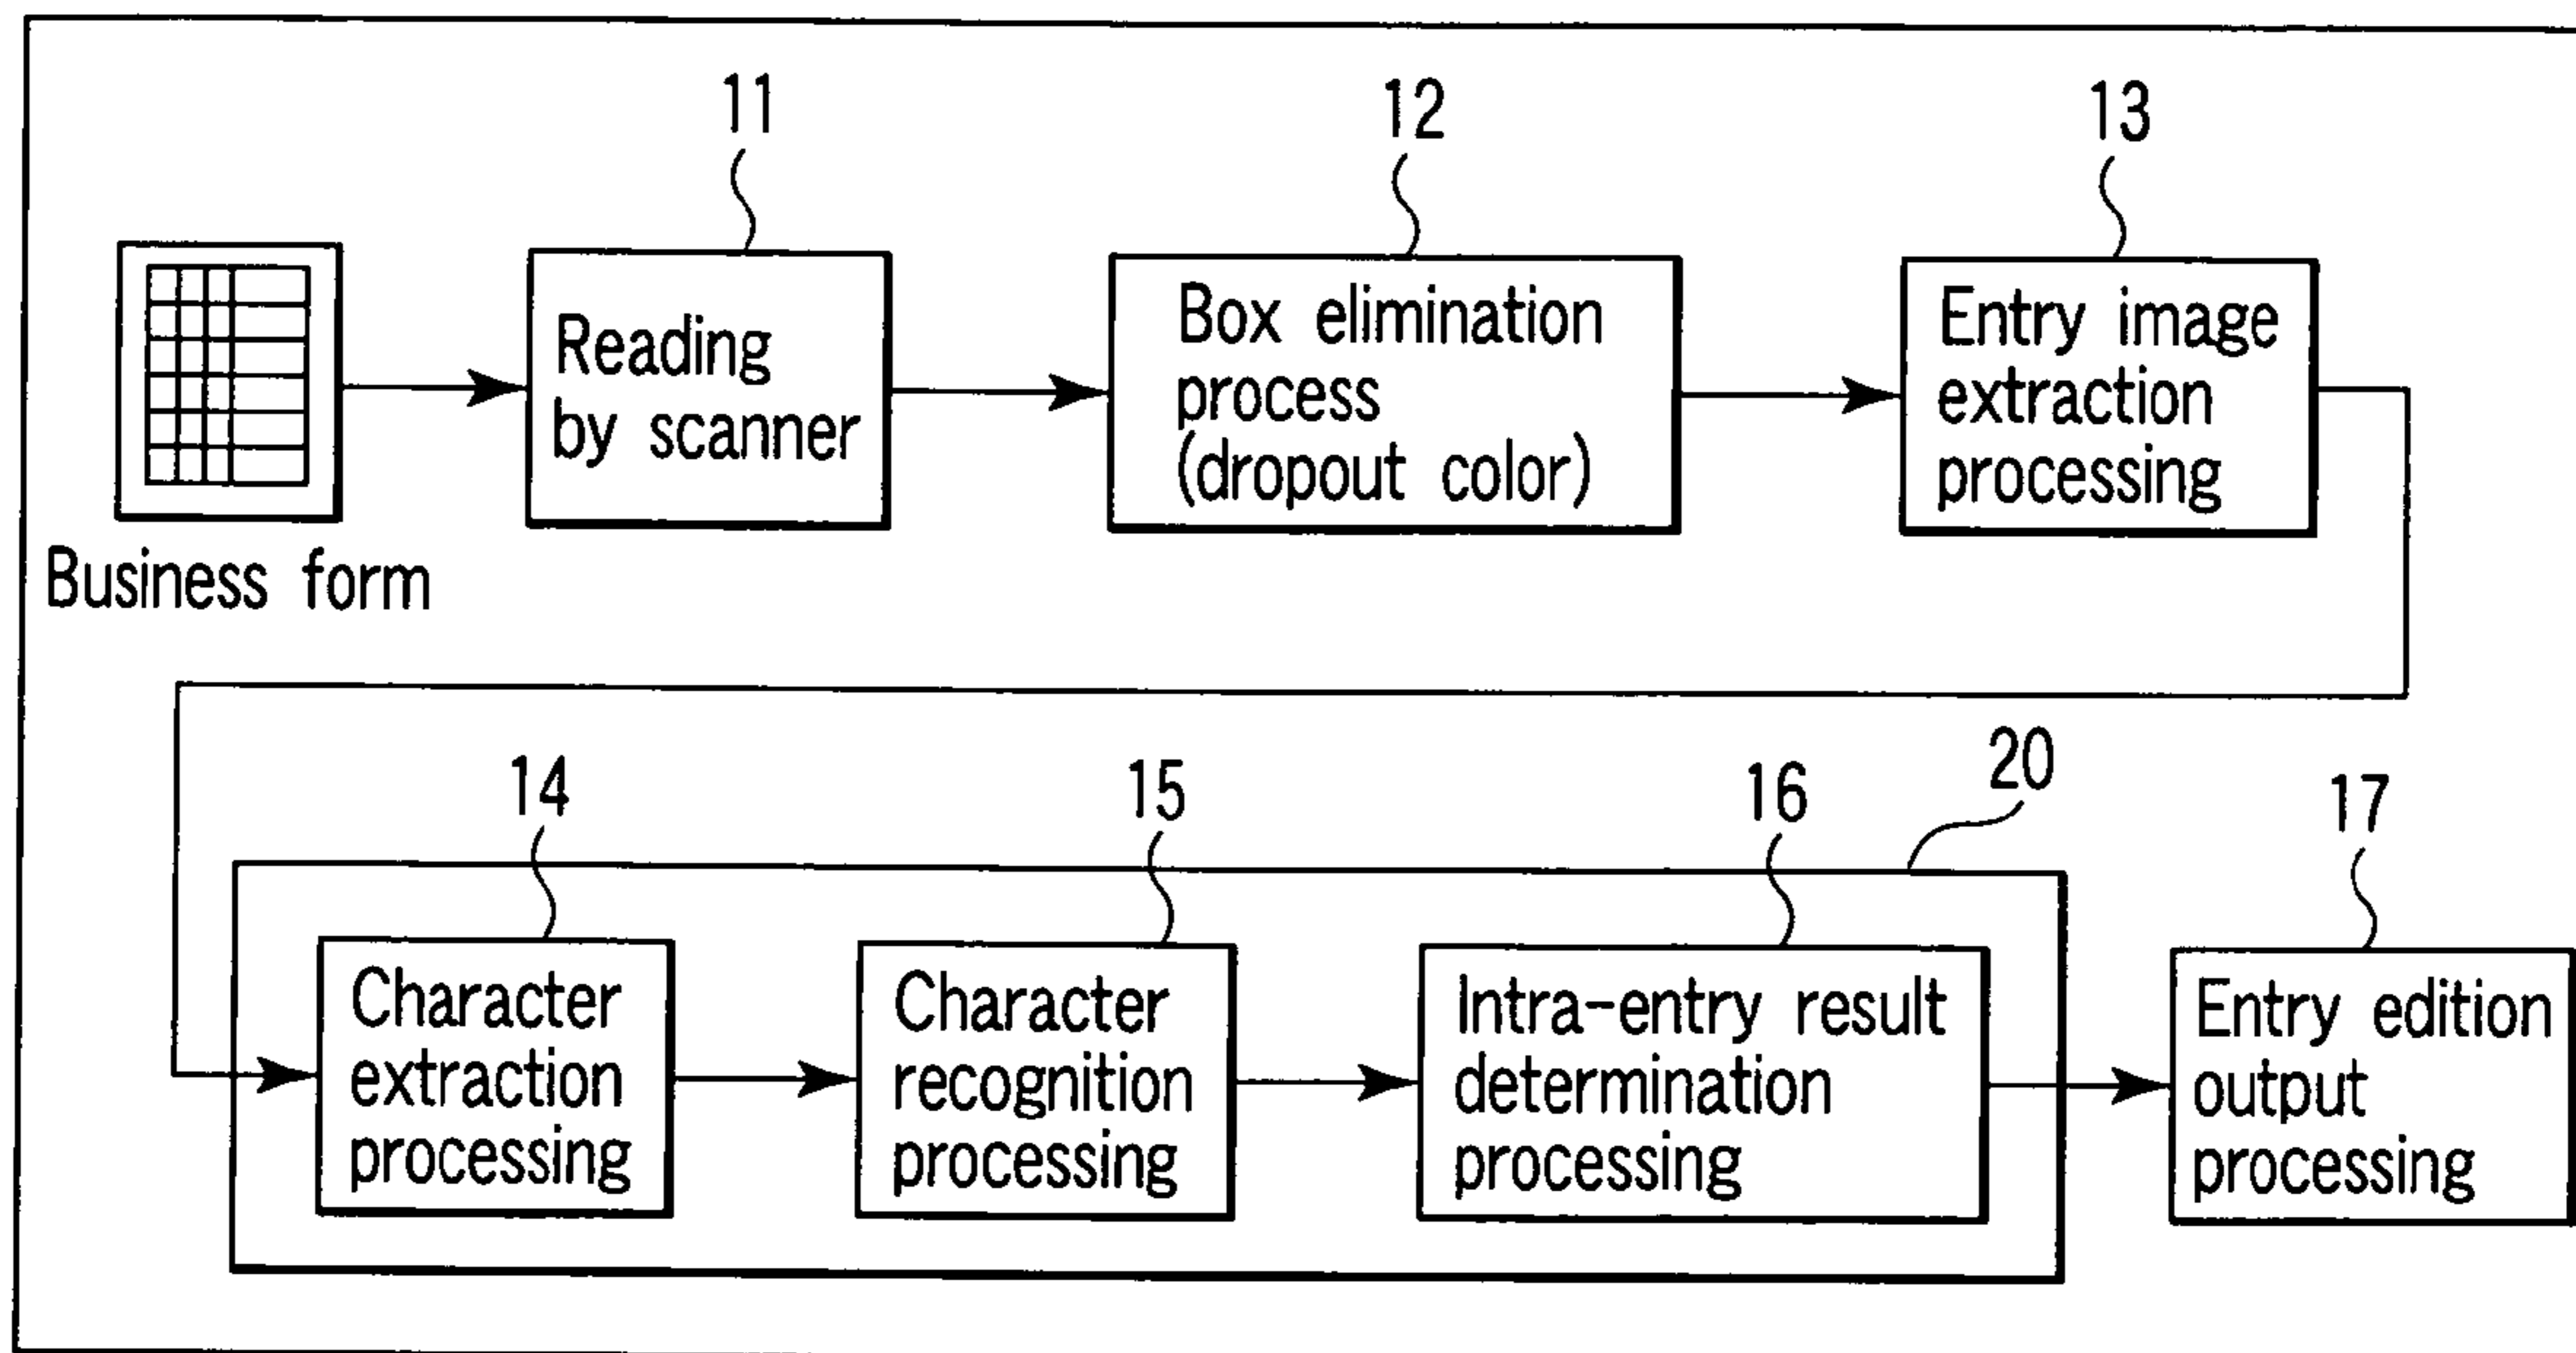 11
12
13
Reading
by scanner
Box elimination
process
(dropout color)
Entry image
extraction
processing
Business form
14
15
16
20
17
Character
extraction
processing
Character
recognition
processing
Intra-entry result
determination
processing
Entry edition
output
processing